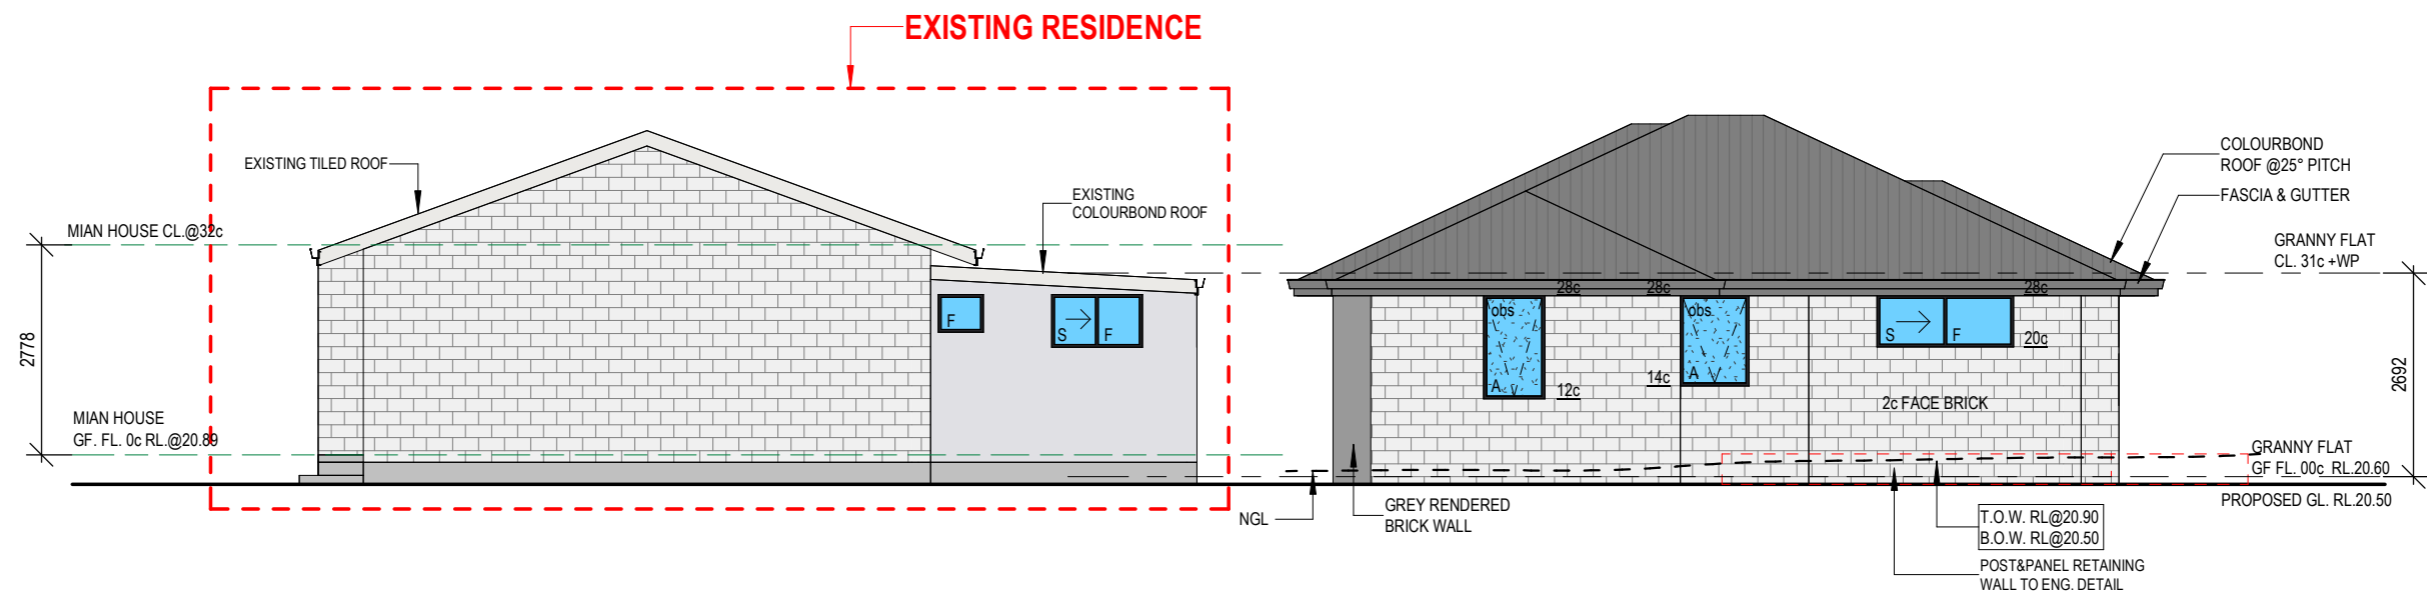 EXISTING RESIDENCE
EXISTING TILED ROOF
EXISTING
COLOURBOND ROOF
COLOURBOND
ROOF @25° PITCH
FASCIA & GUTTER
MIAN HOUSE CL.@32c
GRANNY FLAT
CL. 31c +WP
2778
F
S
F
obs
A
28c
12c
28c
14c
obs
A
S
F
28c
20c
2c FACE BRICK
2692
MIAN HOUSE
GF. FL. 0c RL.@20.89
GRANNY FLAT
GF FL. 00c RL.20.60
PROPOSED GL. RL.20.50
NGL
GREY RENDERED
BRICK WALL
T.O.W. RL@20.90
B.O.W. RL@20.50
POST&PANEL RETAINING
WALL TO ENG. DETAIL